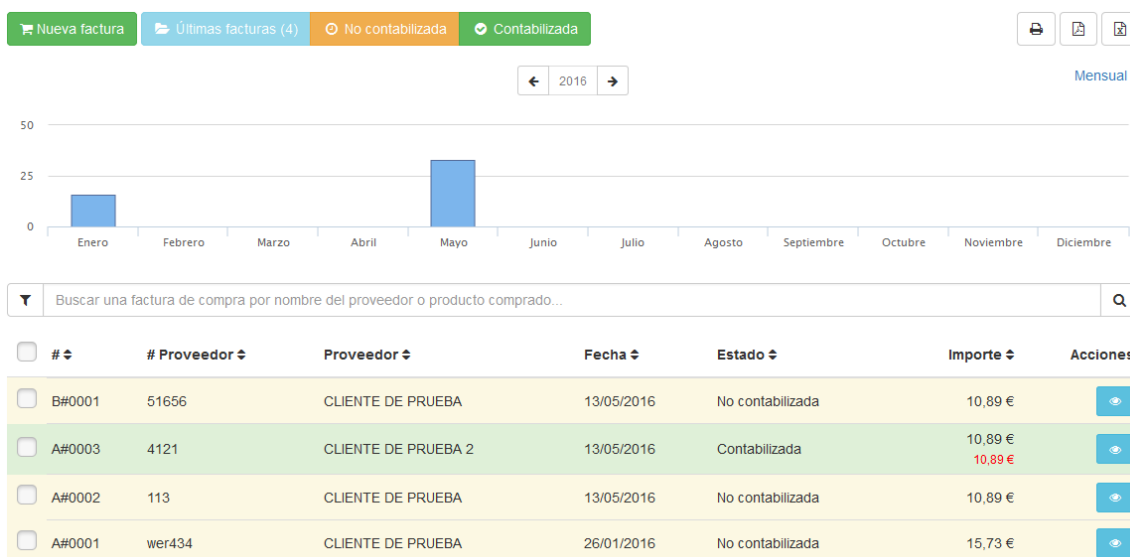 Nueva factura Últimas facturas (4) No contabilizada Contabilizada
2016
Mensual
50
25
0
Enero Febrero Marzo Abril Mayo Junio Julio Agosto Septiembre Octubre Noviembre Diciembre
Buscar una factura de compra por nombre del proveedor o producto comprado...
# # Proveedor Proveedor Fecha Estado Importe Acciones
B#0001 51656 CLIENTE DE PRUEBA 13/05/2016 No contabilizada 10,89 €
A#0003 4121 CLIENTE DE PRUEBA 2 13/05/2016 Contabilizada 10,89 €
10,89 €
A#0002 113 CLIENTE DE PRUEBA 13/05/2016 No contabilizada 10,89 €
A#0001 wer434 CLIENTE DE PRUEBA 26/01/2016 No contabilizada 15,73 €